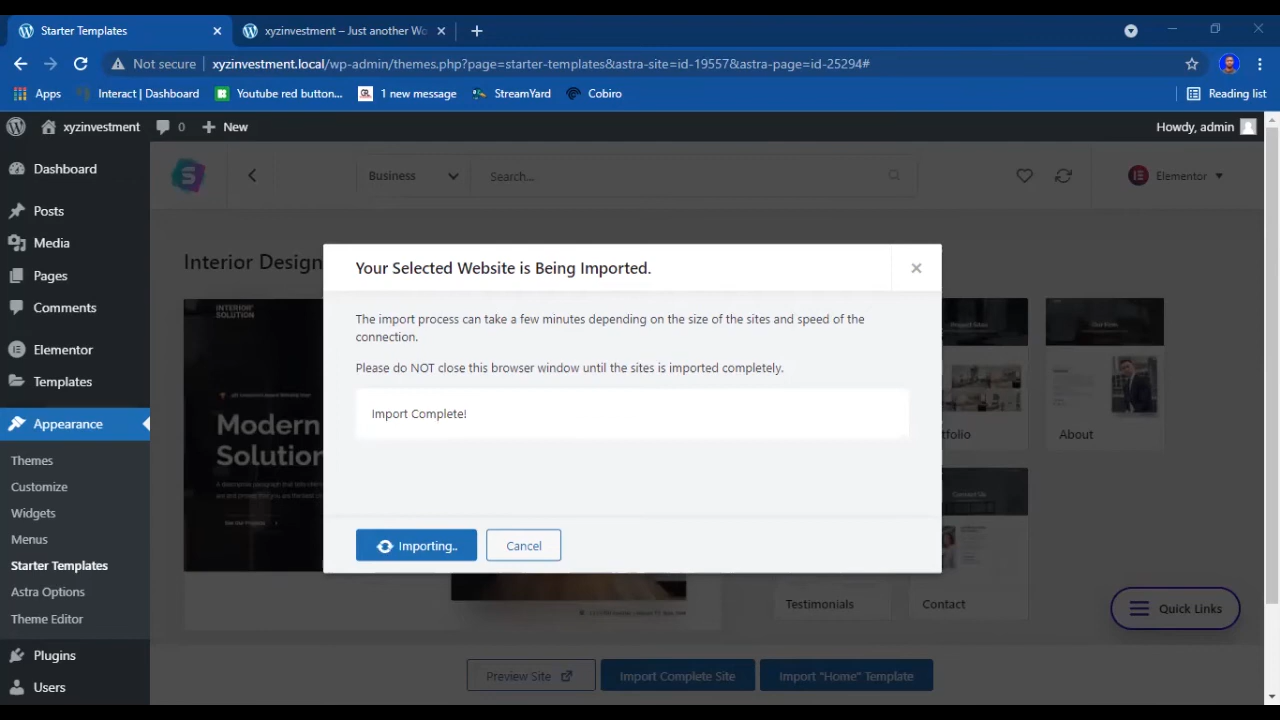 Starter Templates
xyzinvestment – Just another Wo
Not secure
xyzinvestment.local/wp-admin/themes.php?page=starter-templates&astra-site=id-19557&astra-page=id-25294#
Apps
Interact | Dashboard
Youtube red button...
1 new message
StreamYard
Cobiro
Reading list
xyzinvestment
0
New
Howdy, admin
Dashboard
Posts
Media
Pages
Comments
Elementor
Templates
Appearance
Themes
Customize
Widgets
Menus
Starter Templates
Astra Options
Theme Editor
Plugins
Users
Business
Search...
Elementor
Interior Design
INTERIOR
SOLUTION
Modern
Solution
Your Selected Website is Being Imported.
The import process can take a few minutes depending on the size of the sites and speed of the
connection.
Please do NOT close this browser window until the sites is imported completely.
Import Complete!
Importing..
Cancel
tfolio
About
Contact Us
Testimonials
Contact
Quick Links
Preview Site
Import Complete Site
Import "Home" Template